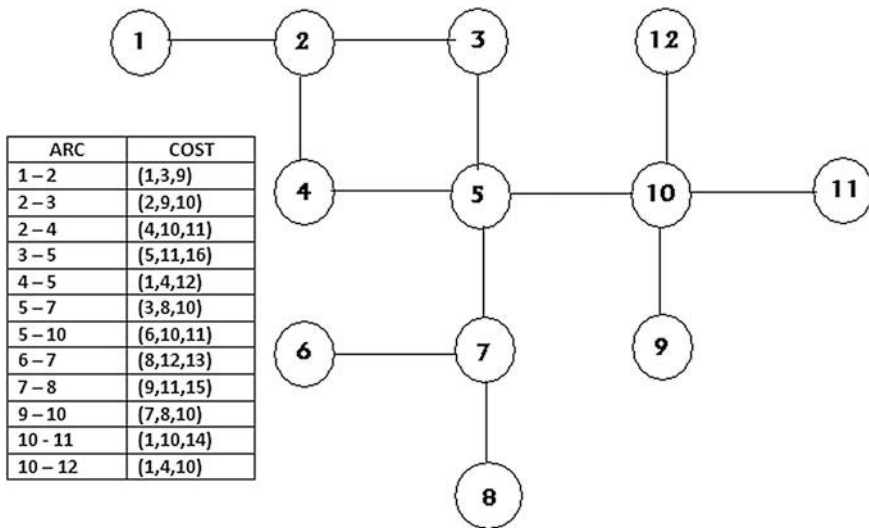 1 2 3 12
ARC COST
1 – 2 (1,3,9)
2 – 3 (2,9,10)
2 – 4 (4,10,11)
3 – 5 (5,11,16)
4 – 5 (1,4,12)
5 – 7 (3,8,10)
5 – 10 (6,10,11)
6 – 7 (8,12,13)
7 – 8 (9,11,15)
9 – 10 (7,8,10)
10 - 11 (1,10,14)
10 – 12 (1,4,10)
4 5 10 11
6 7 9
8